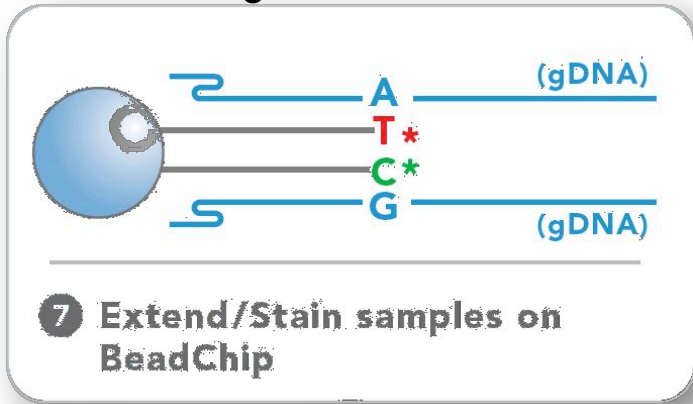 (gDNA)
A
T*
C*
G
(gDNA)
7 Extend/Stain samples on
BeadChip